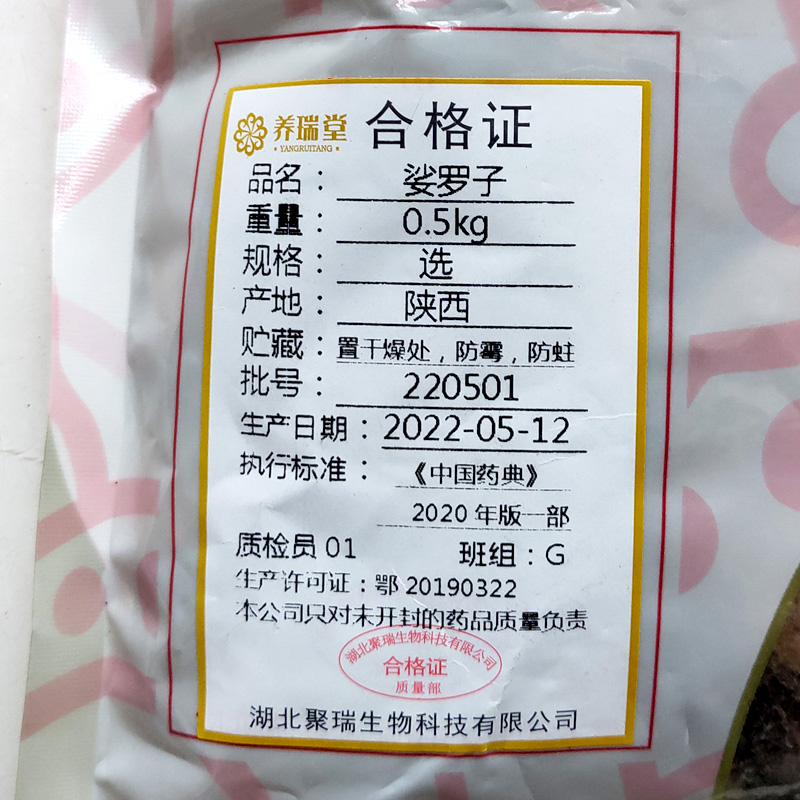 养瑞堂
YANGRUITANG
合格证
品名： 娑罗子
重量： 0.5kg
规格： 选
产地： 陕西
贮藏： 置干燥处，防霉，防蛀
批号： 220501
生产日期： 2022-05-12
执行标准： 《中国药典》
2020 年版一部
质检员 01 班组：G
生产许可证：鄂 20190322
本公司只对未开封的药品质量负责
湖北聚瑞生物科技有限公司
合格证
质量部
湖北聚瑞生物科技有限公司